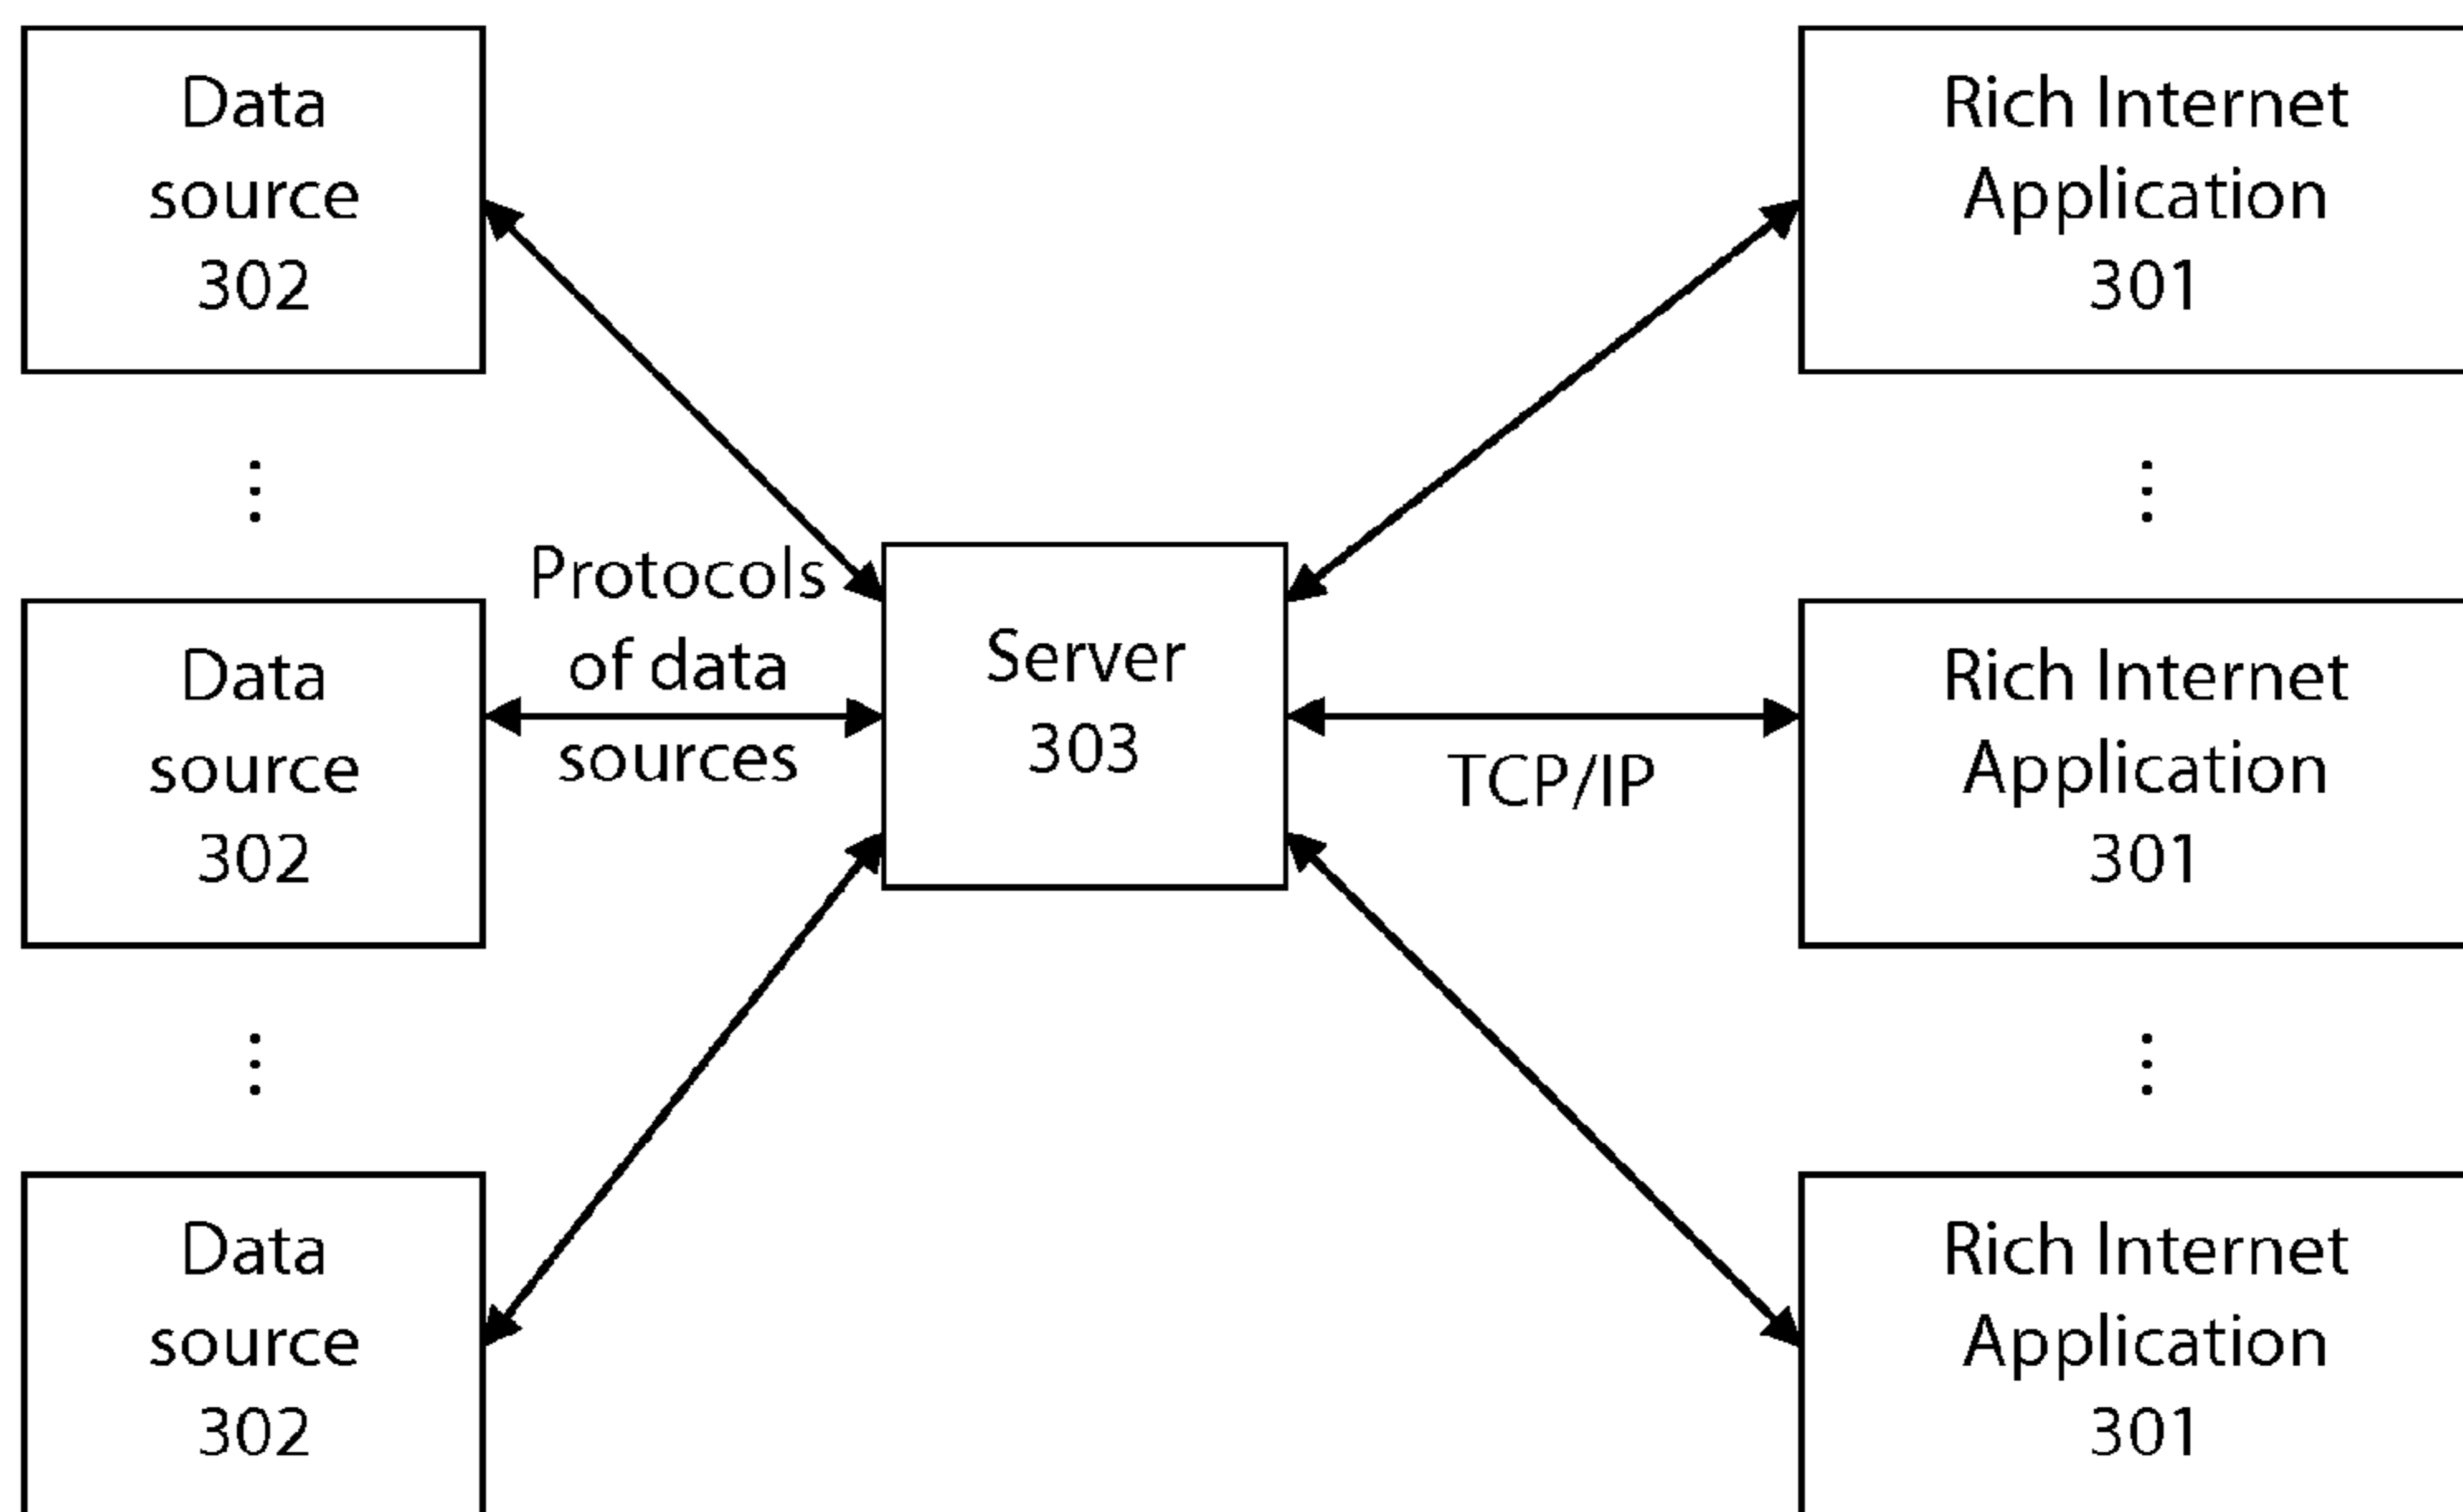 Data
source
302
Rich Internet
Application
301
⋮
⋮
Protocols
of data
sources
Data
source
302
Server
303
TCP/IP
Rich Internet
Application
301
⋮
⋮
Data
source
302
Rich Internet
Application
301